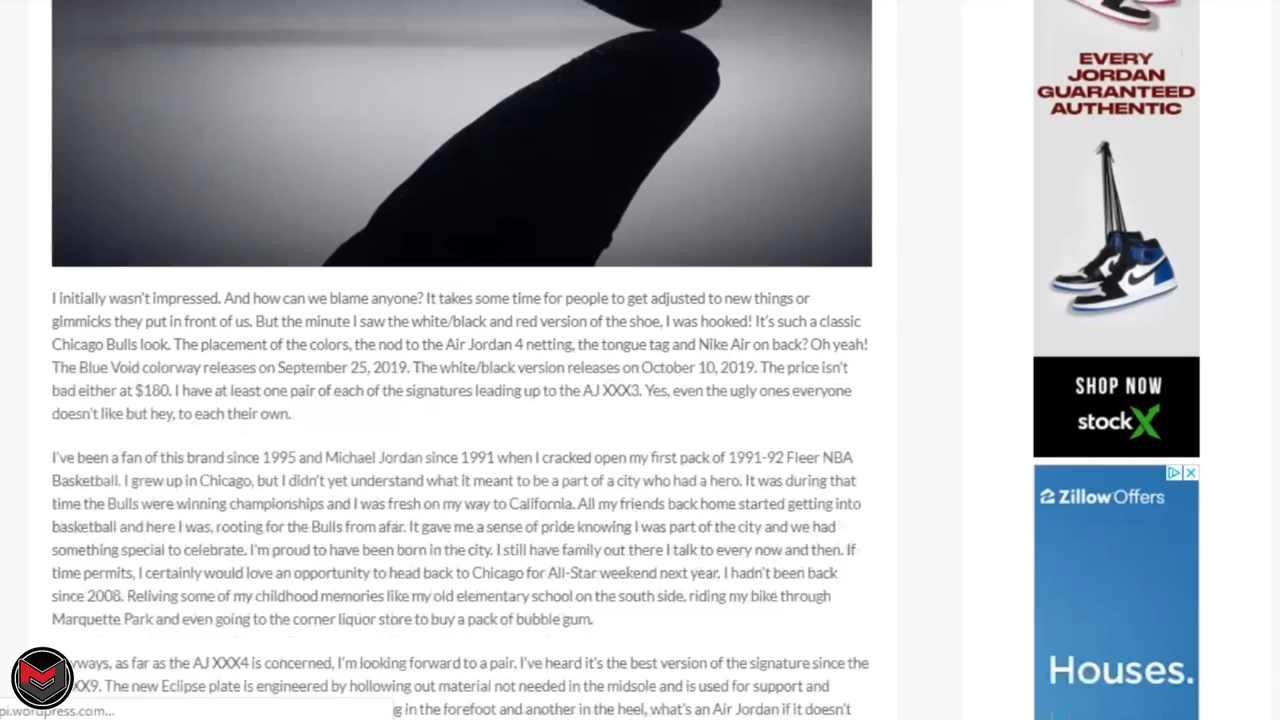 EVERY
JORDAN
GUARANTEED
AUTHENTIC
SHOP NOW
stockX
Zillow Offers
Houses.
I initially wasn't impressed. And how can we blame anyone? It takes some time for people to get adjusted to new things or
gimmicks they put in front of us. But the minute I saw the white/black and red version of the shoe, I was hooked! It's such a classic
Chicago Bulls look. The placement of the colors, the nod to the Air Jordan 4 netting, the tongue tag and Nike Air on back? Oh yeah!
The Blue Void colorway releases on September 25, 2019. The white/black version releases on October 10, 2019. The price isn't
bad either at $180. I have at least one pair of each of the signatures leading up to the AJ XXX3. Yes, even the ugly ones everyone
doesn't like but hey, to each their own.
I've been a fan of this brand since 1995 and Michael Jordan since 1991 when I cracked open my first pack of 1991-92 Fleer NBA
Basketball. I grew up in Chicago, but I didn't yet understand what it meant to be a part of a city who had a hero. It was during that
time the Bulls were winning championships and I was fresh on my way to California. All my friends back home started getting into
basketball and here I was, rooting for the Bulls from afar. It gave me a sense of pride knowing I was part of the city and we had
something special to celebrate. I'm proud to have been born in the city. I still have family out there I talk to every now and then. If
time permits, I certainly would love an opportunity to head back to Chicago for All-Star weekend next year. I hadn't been back
since 2008. Reliving some of my childhood memories like my old elementary school on the south side, riding my bike through
Marquette Park and even going to the corner liquor store to buy a pack of bubble gum.
yways, as far as the AJ XXX4 is concerned, I'm looking forward to a pair. I've heard it's the best version of the signature since the
XX9. The new Eclipse plate is engineered by hollowing out material not needed in the midsole and is used for support and
g in the forefoot and another in the heel, what's an Air Jordan if it doesn't
pi.wordpress.com...